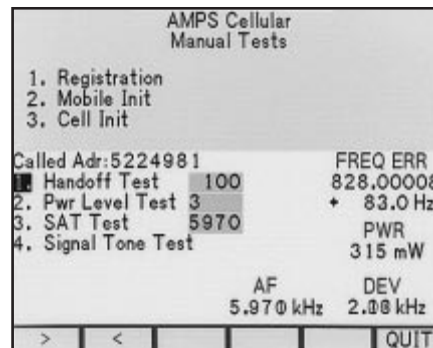 AMPS Cellular
Manual Tests
1. Registration
2. Mobile Init
3. Cell Init
Called Adr:5224981 FREQ ERR
1. Handoff Test 100 828.00008
2. Pwr Level Test 3 + 83.0 Hz
3. SAT Test 5970 PWR
4. Signal Tone Test 315 mW
AF DEV
5.970 kHz 2.08 kHz
> < QUIT